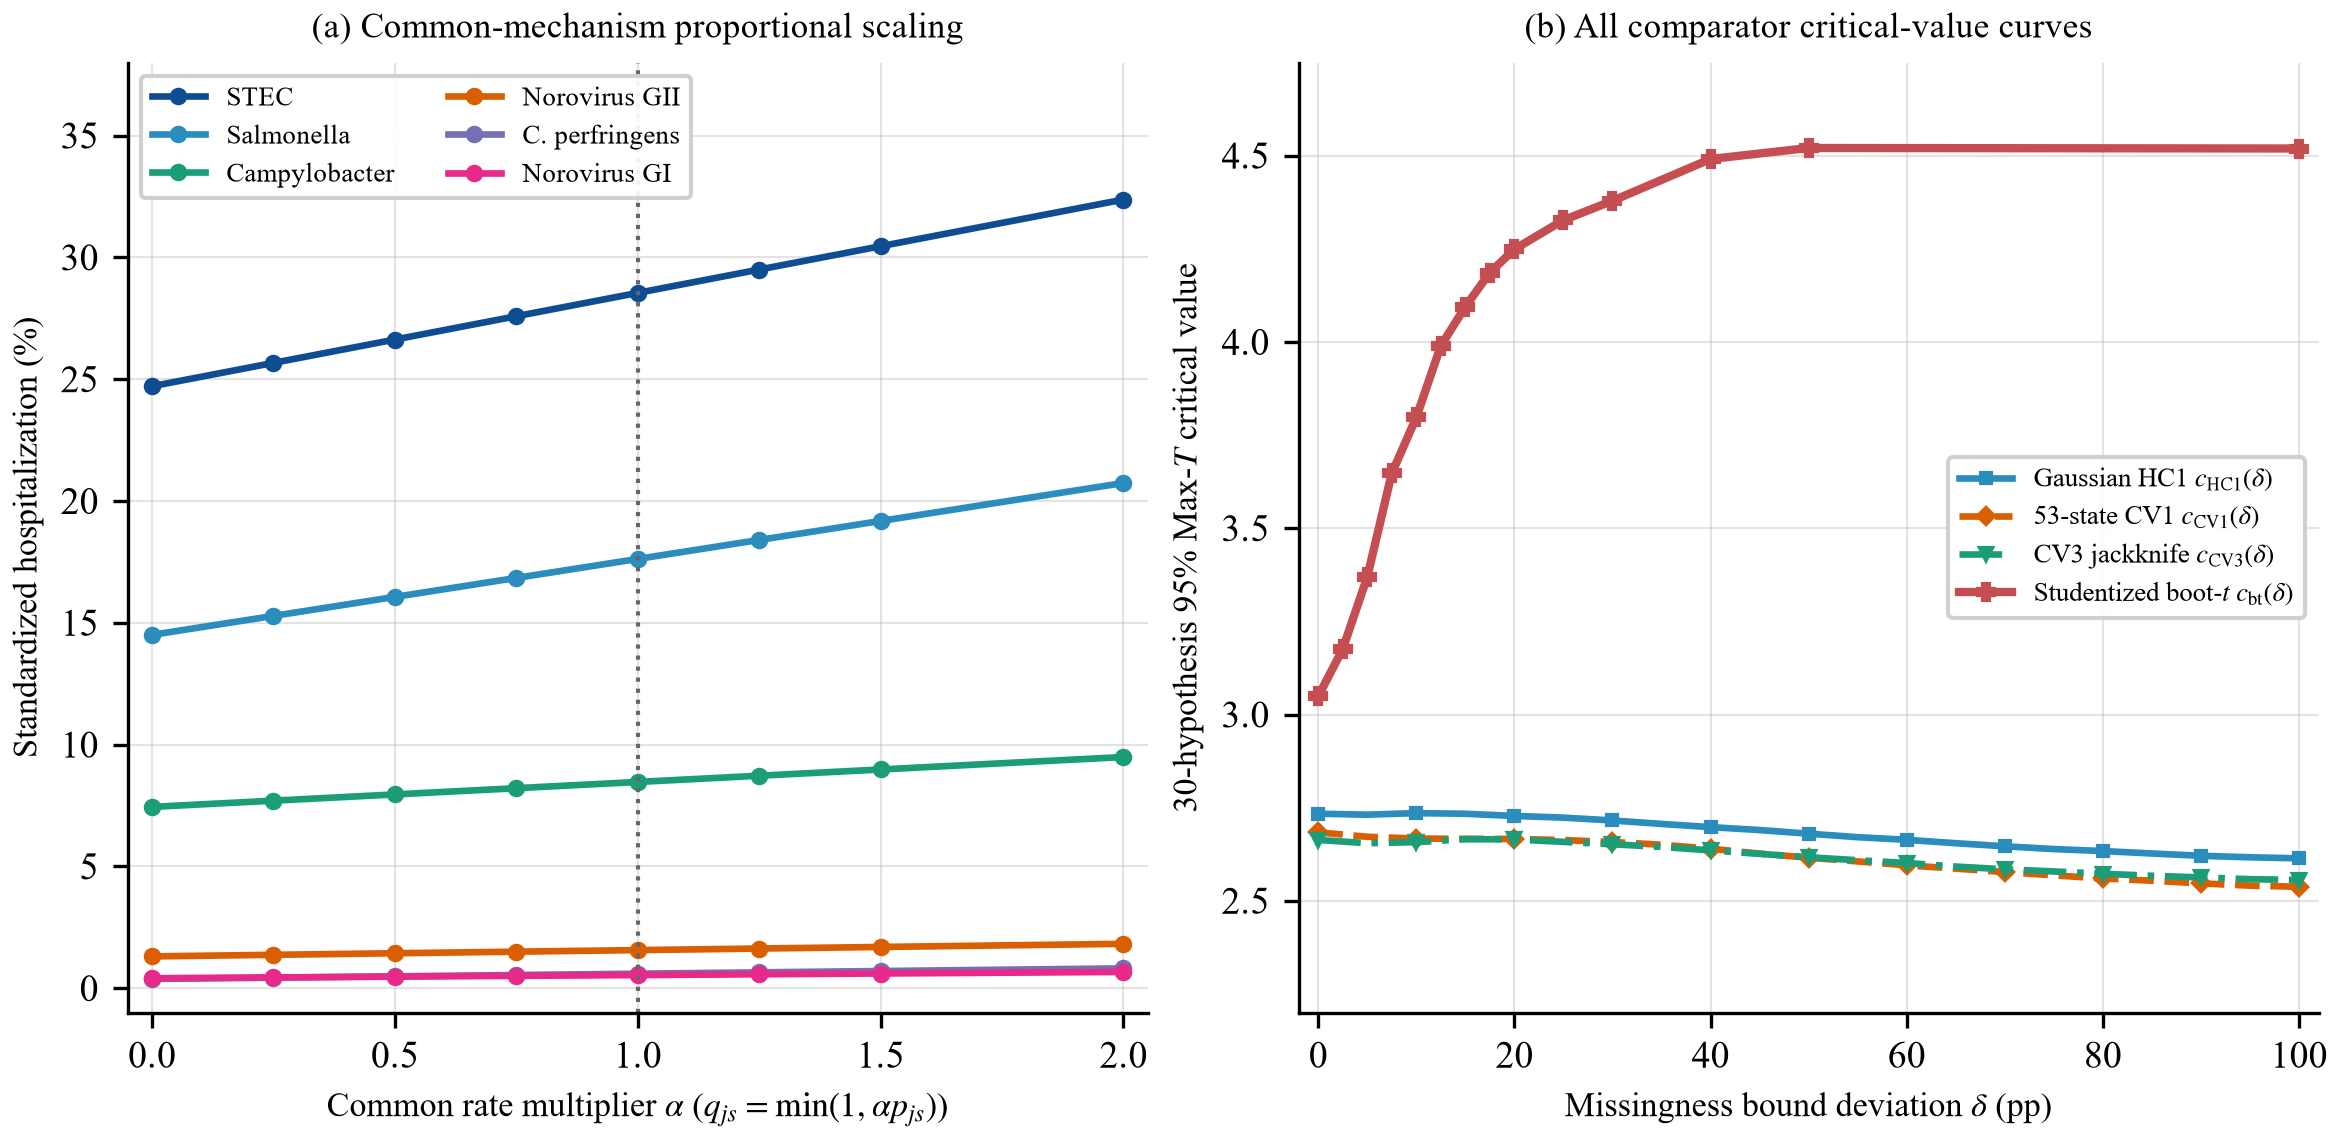 (a) Common-mechanism proportional scaling
STEC
Salmonella
Campylobacter
Norovirus GII
C. perfringens
Norovirus GI
Standardized hospitalization (%)
35
30
25
20
15
10
5
0
0.0 0.5 1.0 1.5 2.0
Common rate multiplier α (q_js = min(1, αp_js))
(b) All comparator critical-value curves
30-hypothesis 95% Max-T critical value
4.5
4.0
3.5
3.0
2.5
Gaussian HC1 c_HC1(δ)
53-state CV1 c_CV1(δ)
CV3 jackknife c_CV3(δ)
Studentized boot-t c_bt(δ)
0 20 40 60 80 100
Missingness bound deviation δ (pp)